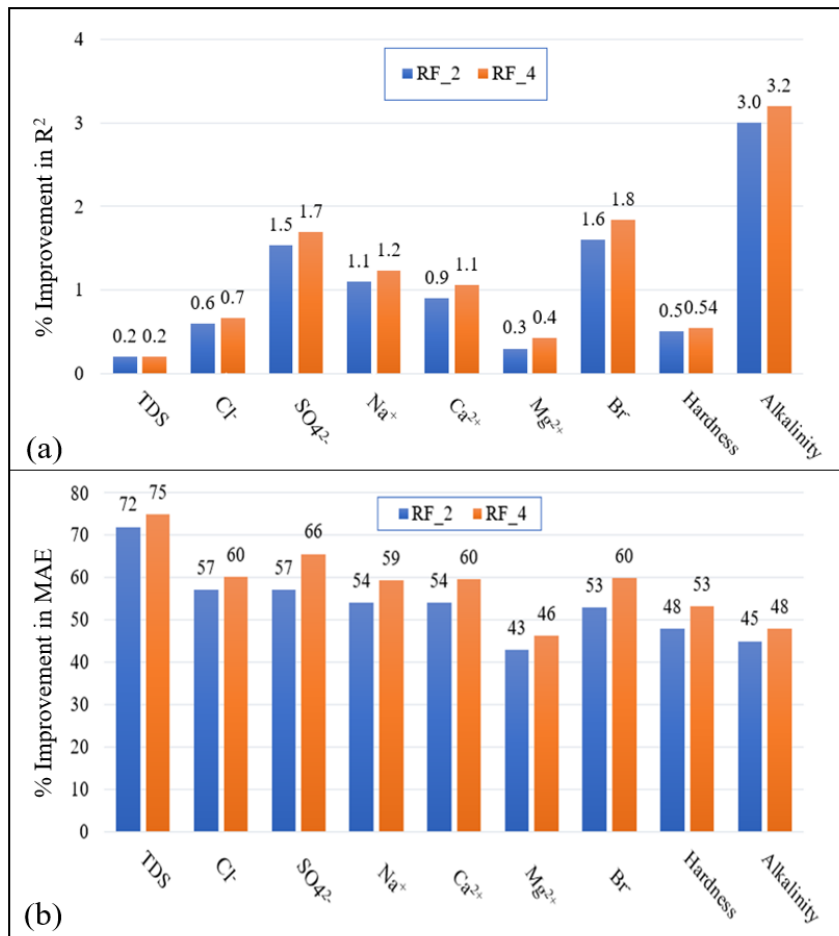 4
RF_2 RF_4
3.0 3.2
3
% Improvement in R²
2
1.5 1.7
1.6 1.8
1.1 1.2
0.9 1.1
1
0.6 0.7
0.5 0.54
0.3 0.4
0.2 0.2
0
TDS Cl⁻ SO4²⁻ Na⁺ Ca²⁺ Mg²⁺ Br⁻ Hardness Alkalinity
(a)
80
RF_2 RF_4
72 75
70
66
57 60 57 54 59 54 60 53 60
60
% Improvement in MAE
50
43 46 48 53 45 48
40
30
20
10
0
TDS Cl⁻ SO4²⁻ Na⁺ Ca²⁺ Mg²⁺ Br⁻ Hardness Alkalinity
(b)